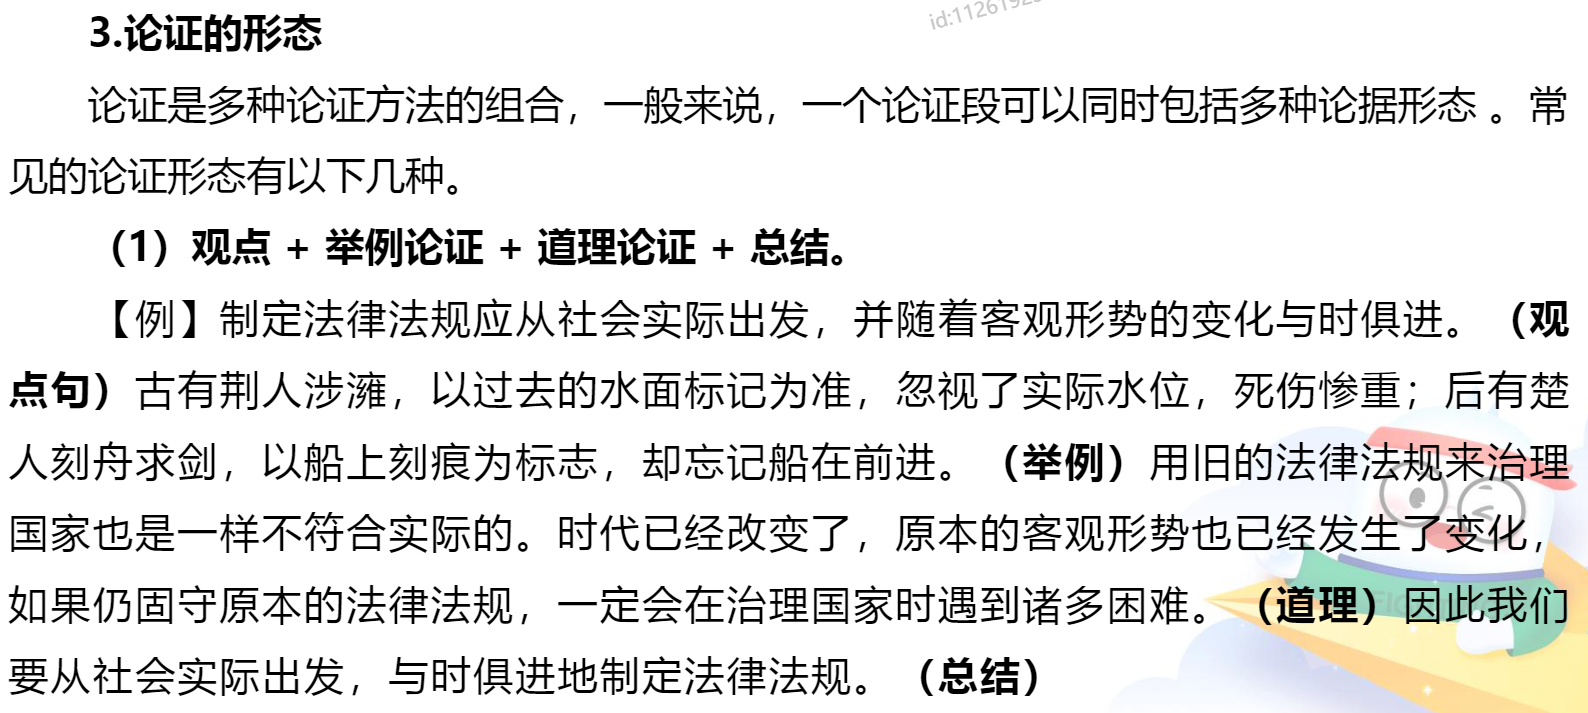 id:1126192
3.论证的形态
论证是多种论证方法的组合，一般来说，一个论证段可以同时包括多种论据形态 。常
见的论证形态有以下几种。
（1）观点 + 举例论证 + 道理论证 + 总结。
【例】制定法律法规应从社会实际出发，并随着客观形势的变化与时俱进。（观
点句）古有荆人涉澭，以过去的水面标记为准，忽视了实际水位，死伤惨重；后有楚
人刻舟求剑，以船上刻痕为标志，却忘记船在前进。（举例）用旧的法律法规来治理
国家也是一样不符合实际的。时代已经改变了，原本的客观形势也已经发生了变化，
如果仍固守原本的法律法规，一定会在治理国家时遇到诸多困难。（道理）因此我们
要从社会实际出发，与时俱进地制定法律法规。（总结）